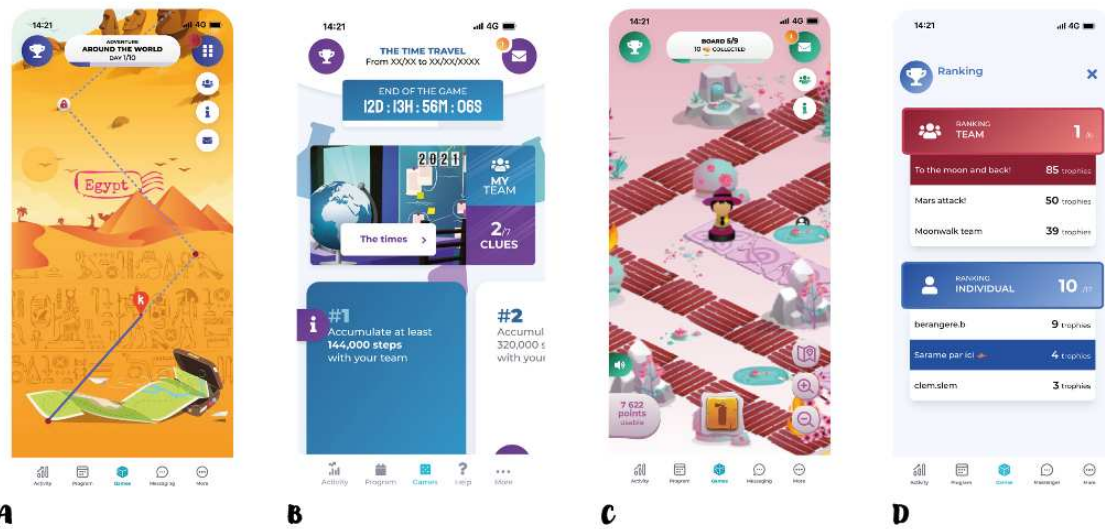 14:21
4G
ADVENTURE
AROUND THE WORLD
DAY 1/10
i
Egypt
k
Activity
Program
Games
Messaging
More
A
14:21
4G
THE TIME TRAVEL
From XX/XX to XX/XX/XXXX
1
END OF THE GAME
12D : 13H : 56M : 06S
2021
MY
TEAM
The times >
2/7
CLUES
i
#1
Accumulate at least
144,000 steps
with your team
#2
Accumul
320,000 s
with your
Activity
Program
Games
Help
More
B
14:21
4G
BOARD 5/9
10 COLLECTED
1
i
7 622
points
usable
1
Activity
Program
Games
Messaging
More
C
14:21
4G
Ranking
RANKING
TEAM
1
To the moon and back! 85 trophies
Mars attack! 50 trophies
Moonwalk team 39 trophies
RANKING
INDIVIDUAL
10 /17
berangere.b 9 trophies
Sarame par ici 4 trophies
clem.slem 3 trophies
Activity
Program
Games
Messenger
More
D